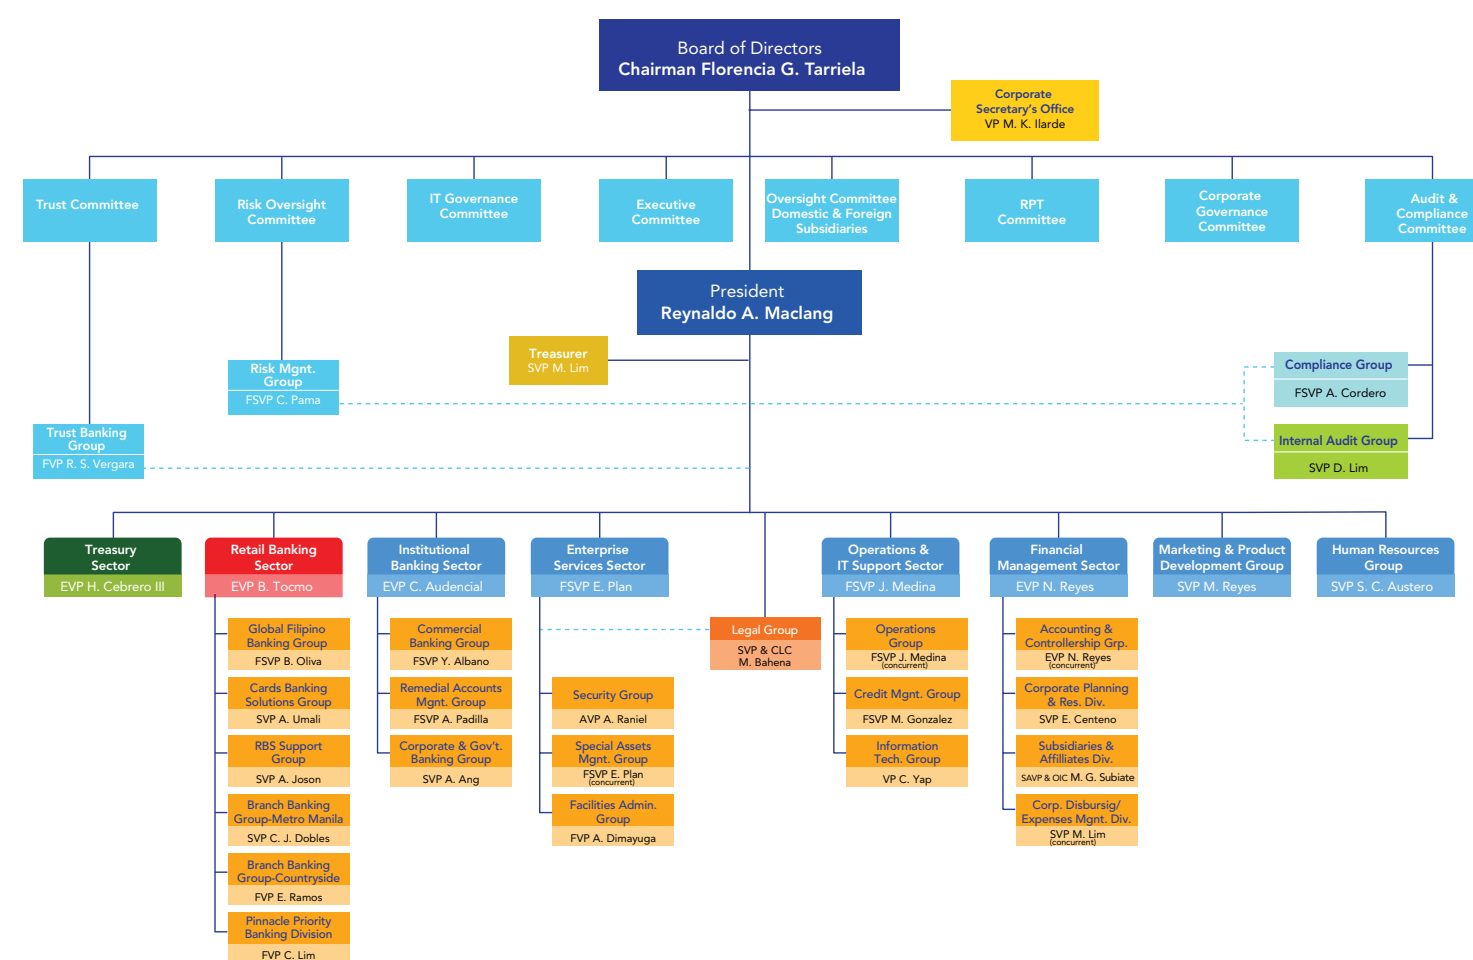 Board of Directors
Chairman Florencia G. Tarriela
Corporate
Secretary's Office
VP M. K. Ilarde
Trust Committee
Risk Oversight
Committee
IT Governance
Committee
Executive
Committee
Oversight Committee
Domestic & Foreign
Subsidiaries
RPT
Committee
Corporate
Governance
Committee
Audit &
Compliance
Committee
President
Reynaldo A. Maclang
Treasurer
SVP M. Lim
Risk Mgnt.
Group
FSVP C. Pama
Compliance Group
FSVP A. Cordero
Trust Banking
Group
FVP R. S. Vergara
Internal Audit Group
SVP D. Lim
Treasury
Sector
EVP H. Cebrero III
Retail Banking
Sector
EVP B. Tocmo
Institutional
Banking Sector
EVP C. Audencial
Enterprise
Services Sector
FSVP E. Plan
Operations &
IT Support Sector
FSVP J. Medina
Financial
Management Sector
EVP N. Reyes
Marketing & Product
Development Group
SVP M. Reyes
Human Resources
Group
SVP S. C. Austero
Global Filipino
Banking Group
FSVP B. Oliva
Cards Banking
Solutions Group
SVP A. Umali
RBS Support
Group
SVP A. Joson
Branch Banking
Group-Metro Manila
SVP C. J. Dobles
Branch Banking
Group-Countryside
FVP E. Ramos
Pinnacle Priority
Banking Division
FVP C. Lim
Commercial
Banking Group
FSVP Y. Albano
Remedial Accounts
Mgnt. Group
FSVP A. Padilla
Corporate & Gov't.
Banking Group
SVP A. Ang
Security Group
AVP A. Raniel
Special Assets
Mgnt. Group
FSVP E. Plan
(concurrent)
Facilities Admin.
Group
FVP A. Dimayuga
Legal Group
SVP & CLC
M. Bahena
Operations
Group
FSVP J. Medina
(concurrent)
Credit Mgnt. Group
FSVP M. Gonzalez
Information
Tech. Group
VP C. Yap
Accounting &
Controllership Grp.
EVP N. Reyes
(concurrent)
Corporate Planning
& Res. Div.
SVP E. Centeno
Subsidiaries &
Affilliates Div.
SAVP & OIC M. G. Subiate
Corp. Disbursig/
Expenses Mgnt. Div.
SVP M. Lim
(concurrent)